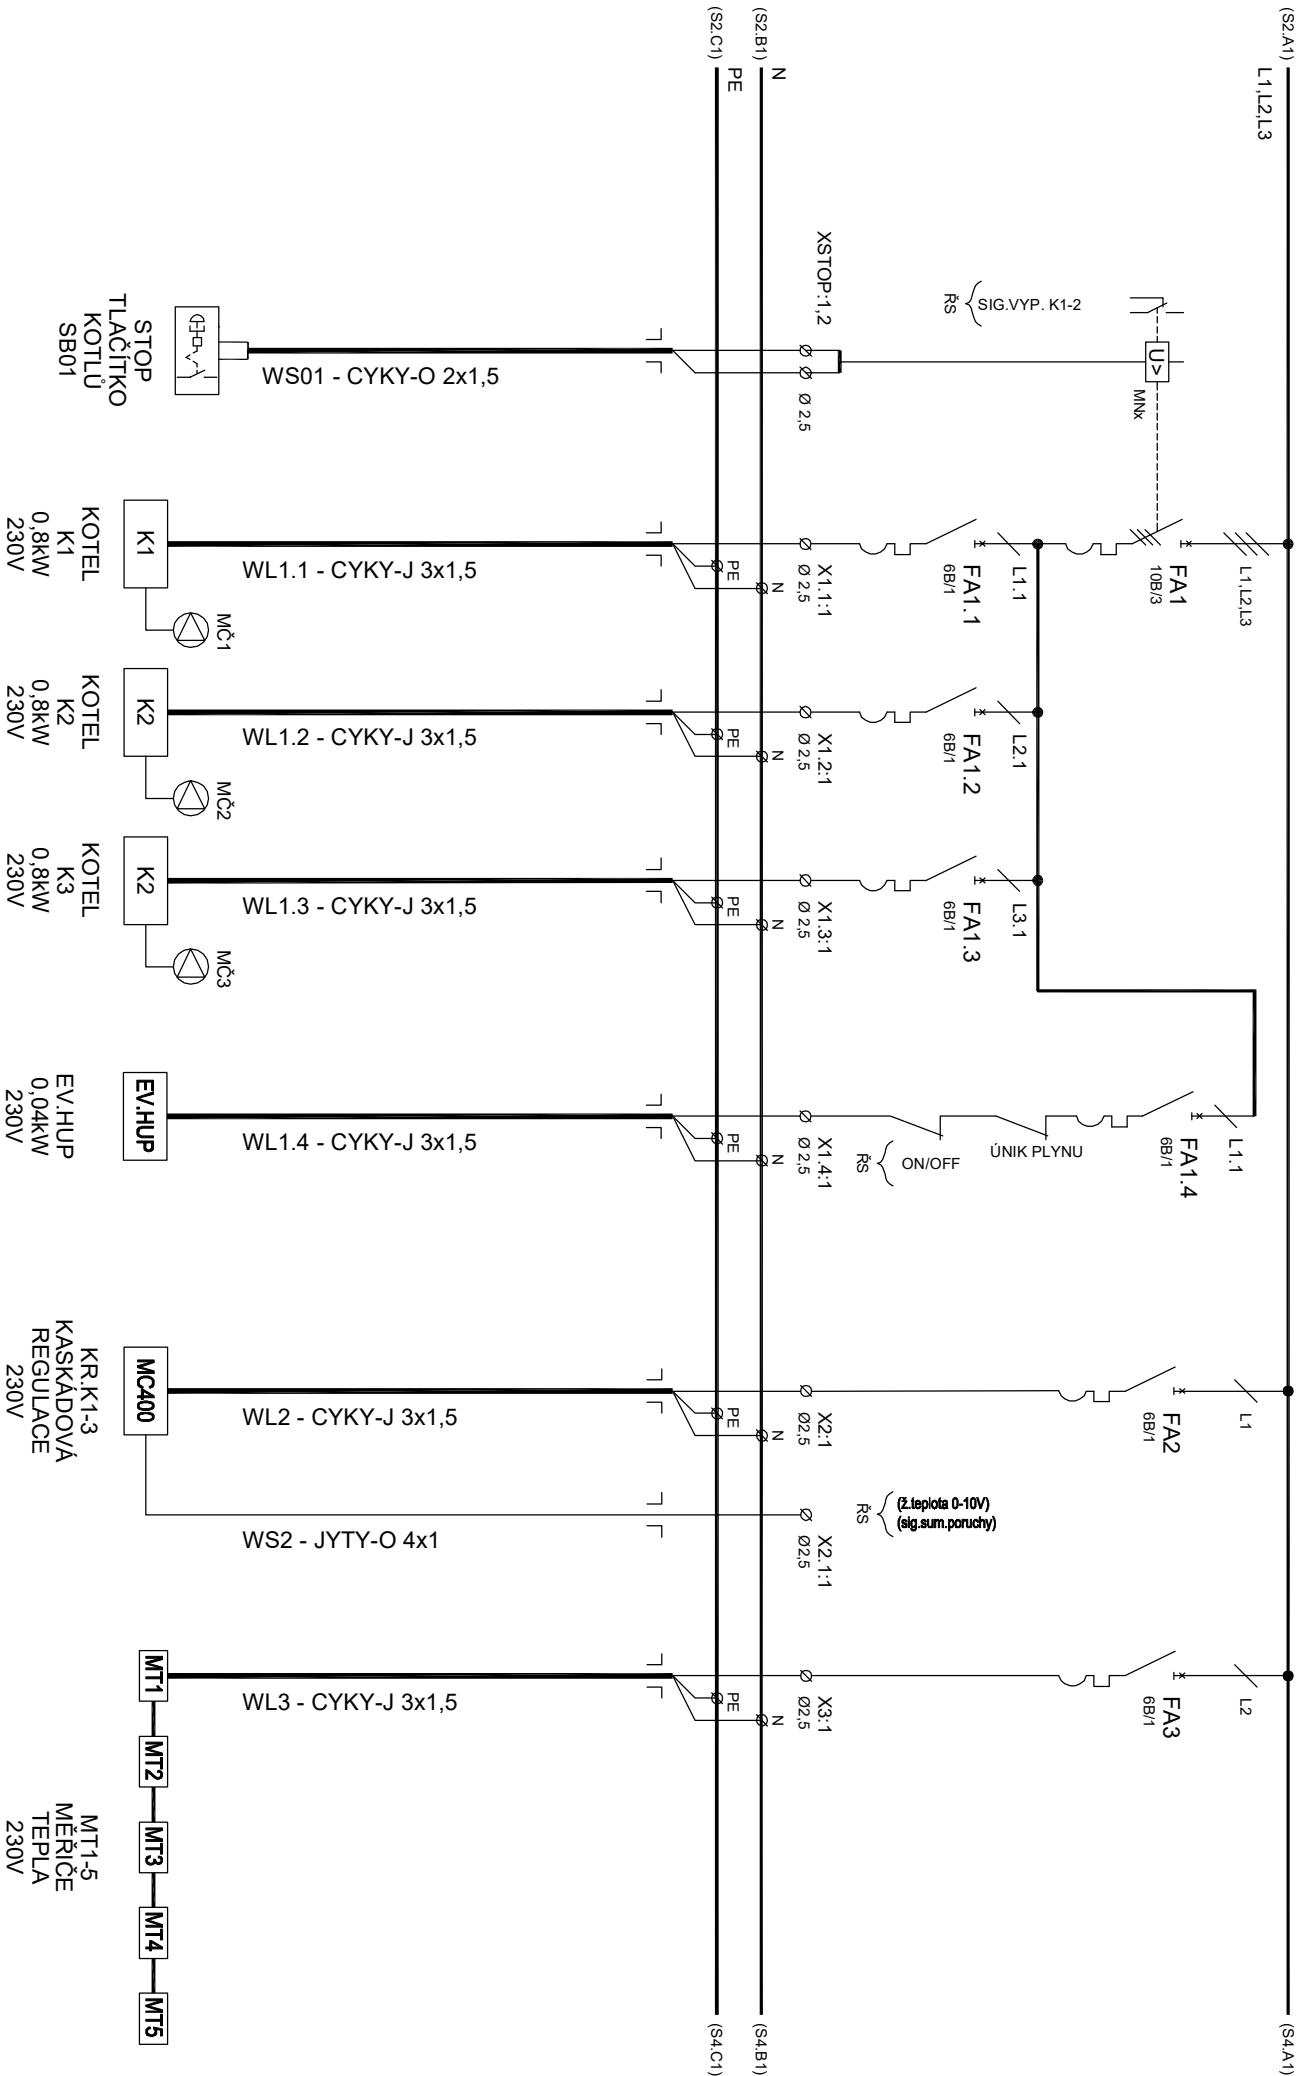 (S2.A1)
L1,L2,L3
(S4.A1)
(S2.B1)
N
(S4.B1)
(S2.C1)
PE
(S4.C1)
ŘS
SIG.VYP. K1-2
U>
MNx
XSTOP:1,2
Ø 2,5
WS01 - CYKY-O 2x1,5
STOP
TLAČÍTKO
KOTLŮ
SB01
L1,L2,L3
FA1
10B/3
L1.1
FA1.1
6B/1
X1.1:1
Ø 2,5
N
PE
WL1.1 - CYKY-J 3x1,5
K1
MČ1
KOTEL
K1
0,8kW
230V
L2.1
FA1.2
6B/1
X1.2:1
Ø 2,5
N
PE
WL1.2 - CYKY-J 3x1,5
K2
MČ2
KOTEL
K2
0,8kW
230V
L3.1
FA1.3
6B/1
X1.3:1
Ø 2,5
N
PE
WL1.3 - CYKY-J 3x1,5
K2
MČ3
KOTEL
K3
0,8kW
230V
L1.1
FA1.4
6B/1
ÚNIK PLYNU
ON/OFF
ŘS
X1.4:1
Ø 2,5
N
PE
WL1.4 - CYKY-J 3x1,5
EV.HUP
EV.HUP
0,04kW
230V
L1
FA2
6B/1
X2:1
Ø2,5
N
PE
WL2 - CYKY-J 3x1,5
MC400
KR.K1-3
KASKÁDOVÁ
REGULACE
230V
(ž.teplota 0-10V)
(sig.sum.poruchy)
ŘS
X2.1:1
Ø2,5
WS2 - JYTY-O 4x1
L2
FA3
6B/1
X3:1
Ø2,5
N
PE
WL3 - CYKY-J 3x1,5
MT1
MT2
MT3
MT4
MT5
MT1-5
MĚŘIČE
TEPLA
230V